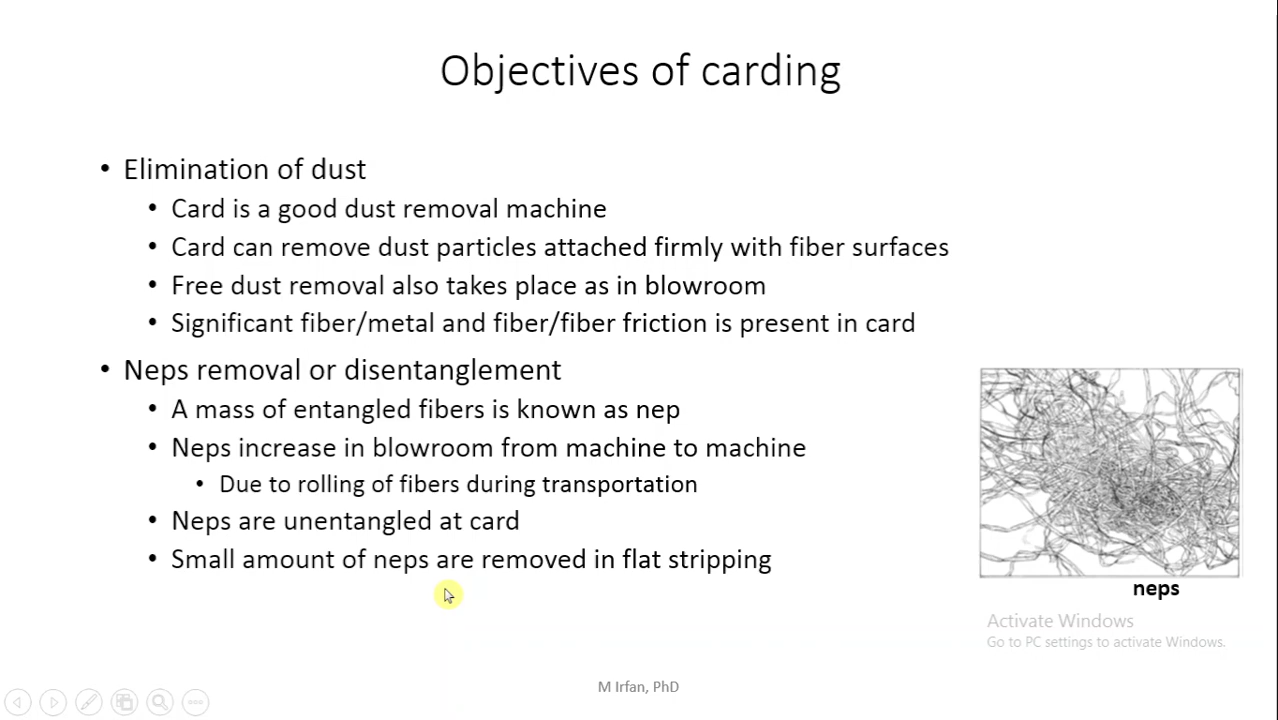 Objectives of carding
• Elimination of dust
• Card is a good dust removal machine
• Card can remove dust particles attached firmly with fiber surfaces
• Free dust removal also takes place as in blowroom
• Significant fiber/metal and fiber/fiber friction is present in card
• Neps removal or disentanglement
• A mass of entangled fibers is known as nep
• Neps increase in blowroom from machine to machine
• Due to rolling of fibers during transportation
• Neps are unentangled at card
• Small amount of neps are removed in flat stripping
neps
Activate Windows
Go to PC settings to activate Windows.
M Irfan, PhD